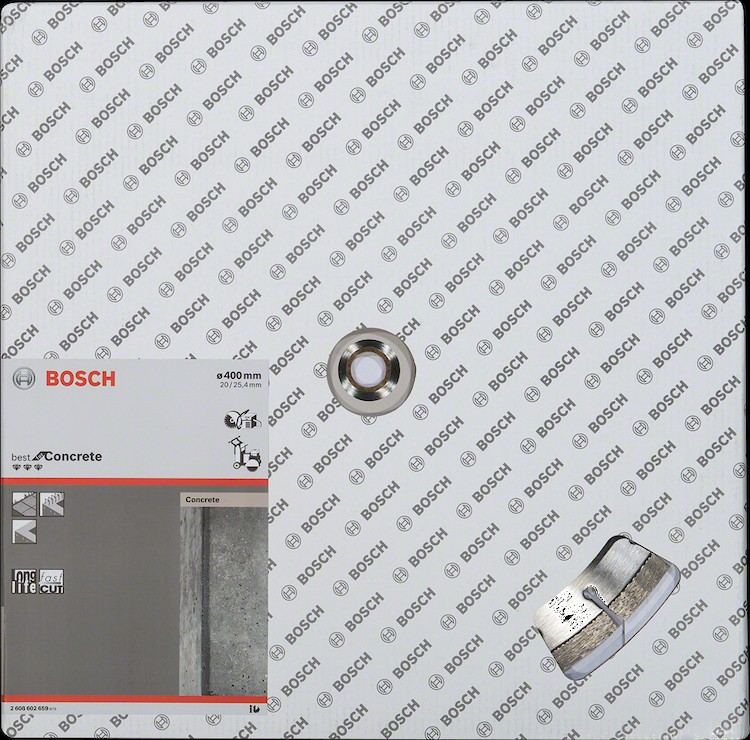 BOSCH
ø 400 mm
20 / 25,4 mm
best for Concrete
Concrete
long life
fast CUT
2 608 602 659